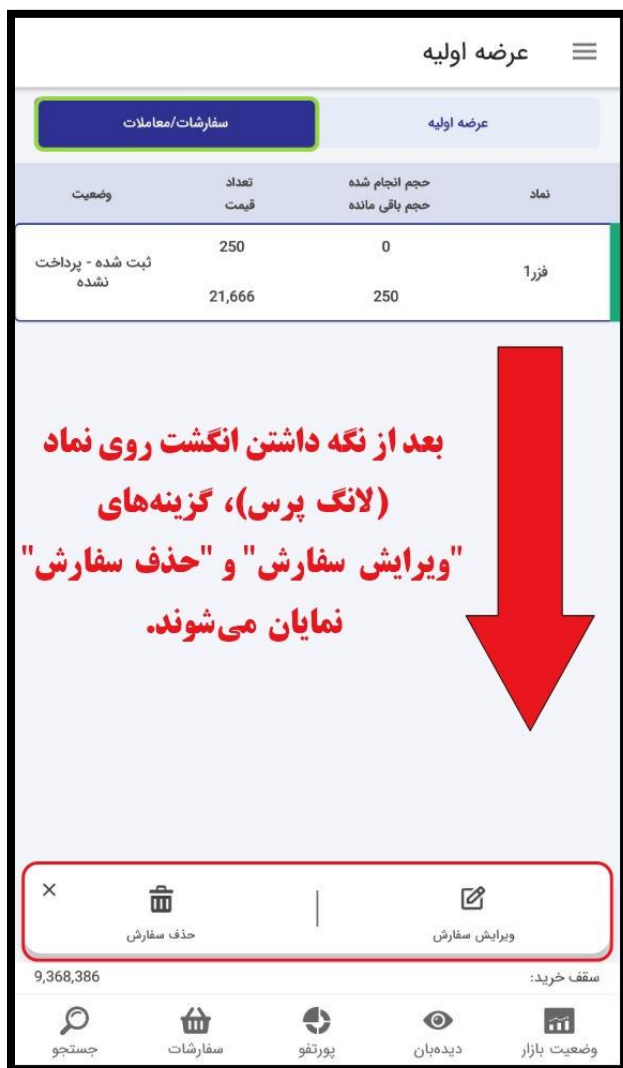 عرضه اولیه
عرضه اولیه
سفارشات/معاملات
نماد
حجم انجام شده
حجم باقی مانده
تعداد
قیمت
وضعیت
فزر1
0
250
250
21,666
ثبت شده - پرداخت
نشده
بعد از نگه داشتن انگشت روی نماد
(لانگ پرس)، گزینه‌های
"ویرایش سفارش" و "حذف سفارش"
نمایان می‌شوند.
ویرایش سفارش
حذف سفارش
سقف خرید:
9,368,386
وضعیت بازار
دیده‌بان
پورتفو
سفارشات
جستجو